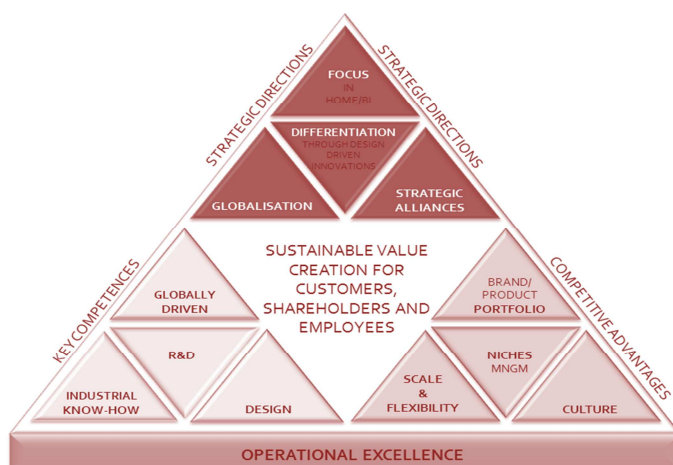 STRATEGIC DIRECTIONS
STRATEGIC DIRECTIONS
FOCUS
IN
DIFFERENTIATION
THROUGH DESIGN
DRIVEN
INNOVATIONS
GLOBALISATION
STRATEGIC
ALLIANCES
SUSTAINABLE VALUE
CREATION FOR
CUSTOMERS,
SHAREHOLDERS AND
EMPLOYEES
KEY COMPETENCES
GLOBALLY
DRIVEN
R&D
INDUSTRIAL
KNOW-HOW
DESIGN
COMPETITIVE ADVANTAGES
BRAND/
PRODUCT
PORTFOLIO
NICHES
MNGM
SCALE
&
FLEXIBILITY
CULTURE
OPERATIONAL EXCELLENCE